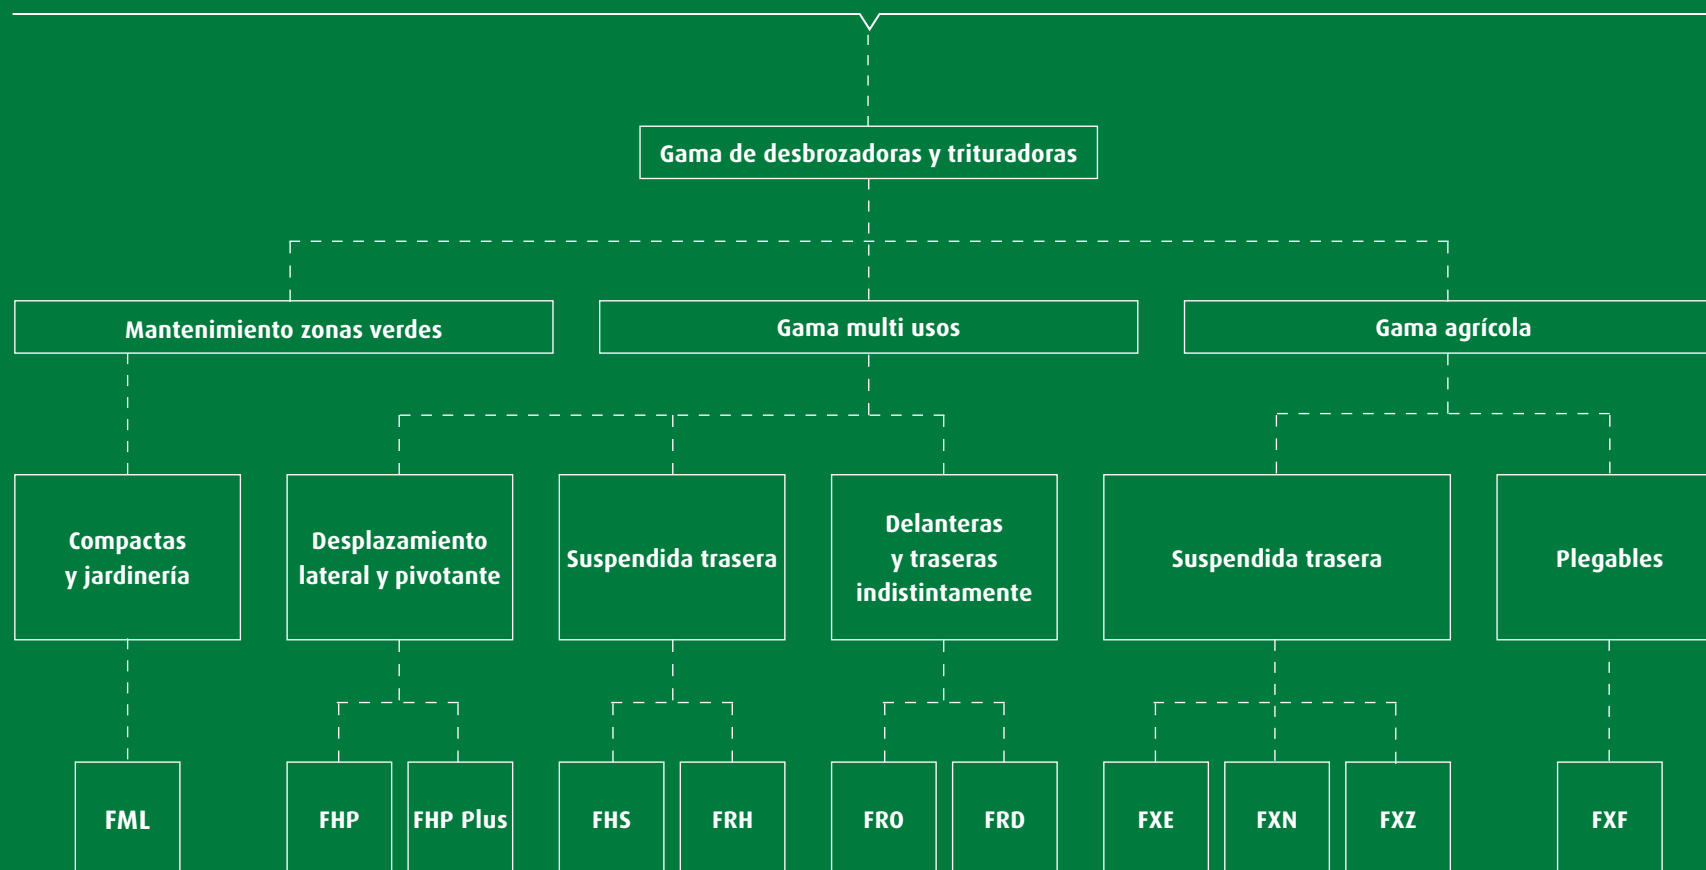 Gama de desbrozadoras y trituradoras
Mantenimiento zonas verdes
Gama multi usos
Gama agrícola
Compactas
y jardinería
Desplazamiento
lateral y pivotante
Suspendida trasera
Delanteras
y traseras
indistintamente
Suspendida trasera
Plegables
FML
FHP
FHP Plus
FHS
FRH
FRO
FRD
FXE
FXN
FXZ
FXF